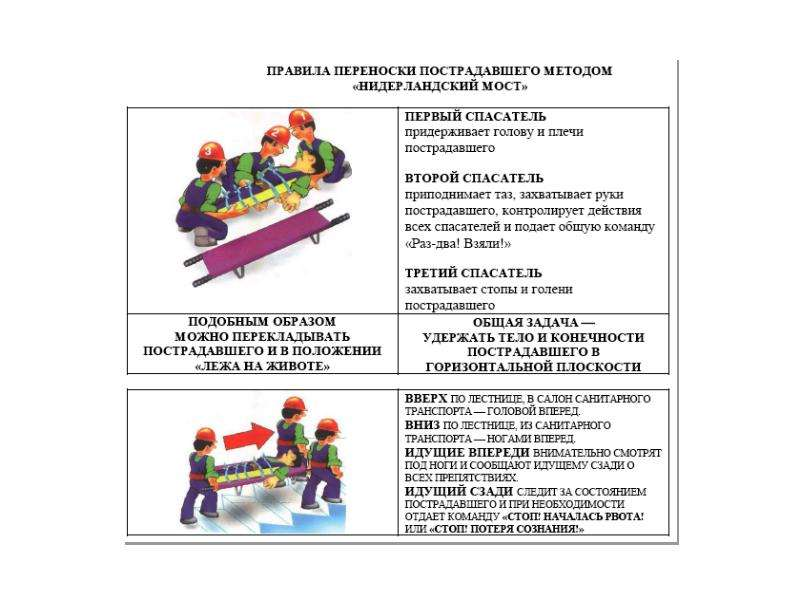 ПРАВИЛА ПЕРЕНОСКИ ПОСТРАДАВШЕГО МЕТОДОМ
«НИДЕРЛАНДСКИЙ МОСТ»
3
2
1
ПЕРВЫЙ СПАСАТЕЛЬ
придерживает голову и плечи
пострадавшего
ВТОРОЙ СПАСАТЕЛЬ
приподнимает таз, захватывает руки
пострадавшего, контролирует действия
всех спасателей и подает общую команду
«Раз-два! Взяли!»
ТРЕТИЙ СПАСАТЕЛЬ
захватывает стопы и голени
пострадавшего
ПОДОБНЫМ ОБРАЗОМ
МОЖНО ПЕРЕКЛАДЫВАТЬ
ПОСТРАДАВШЕГО И В ПОЛОЖЕНИИ
«ЛЕЖА НА ЖИВОТЕ»
ОБЩАЯ ЗАДАЧА —
УДЕРЖАТЬ ТЕЛО И КОНЕЧНОСТИ
ПОСТРАДАВШЕГО В
ГОРИЗОНТАЛЬНОЙ ПЛОСКОСТИ
ВВЕРХ ПО ЛЕСТНИЦЕ, В САЛОН САНИТАРНОГО
ТРАНСПОРТА — ГОЛОВОЙ ВПЕРЕД.
ВНИЗ ПО ЛЕСТНИЦЕ, ИЗ САНИТАРНОГО
ТРАНСПОРТА — НОГАМИ ВПЕРЕД.
ИДУЩИЕ ВПЕРЕДИ ВНИМАТЕЛЬНО СМОТРЯТ
ПОД НОГИ И СООБЩАЮТ ИДУЩЕМУ СЗАДИ О
ВСЕХ ПРЕПЯТСТВИЯХ.
ИДУЩИЙ СЗАДИ СЛЕДИТ ЗА СОСТОЯНИЕМ
ПОСТРАДАВШЕГО И ПРИ НЕОБХОДИМОСТИ
ОТДАЕТ КОМАНДУ «СТОП! НАЧАЛАСЬ РВОТА!
ИЛИ «СТОП! ПОТЕРЯ СОЗНАНИЯ!»